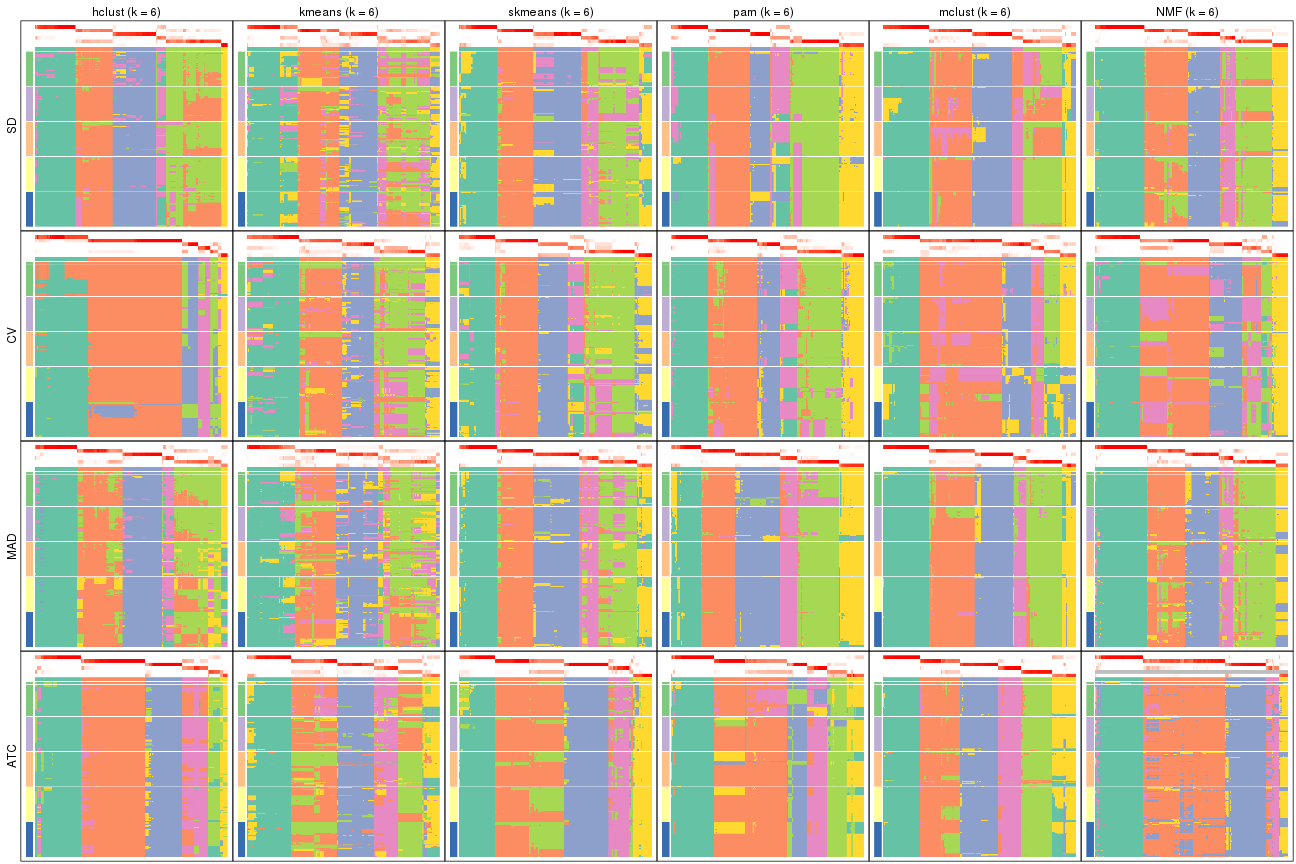 hclust (k = 6) kmeans (k = 6) skmeans (k = 6) pam (k = 6) mclust (k = 6) NMF (k = 6)
SD
CV
MAD
ATC